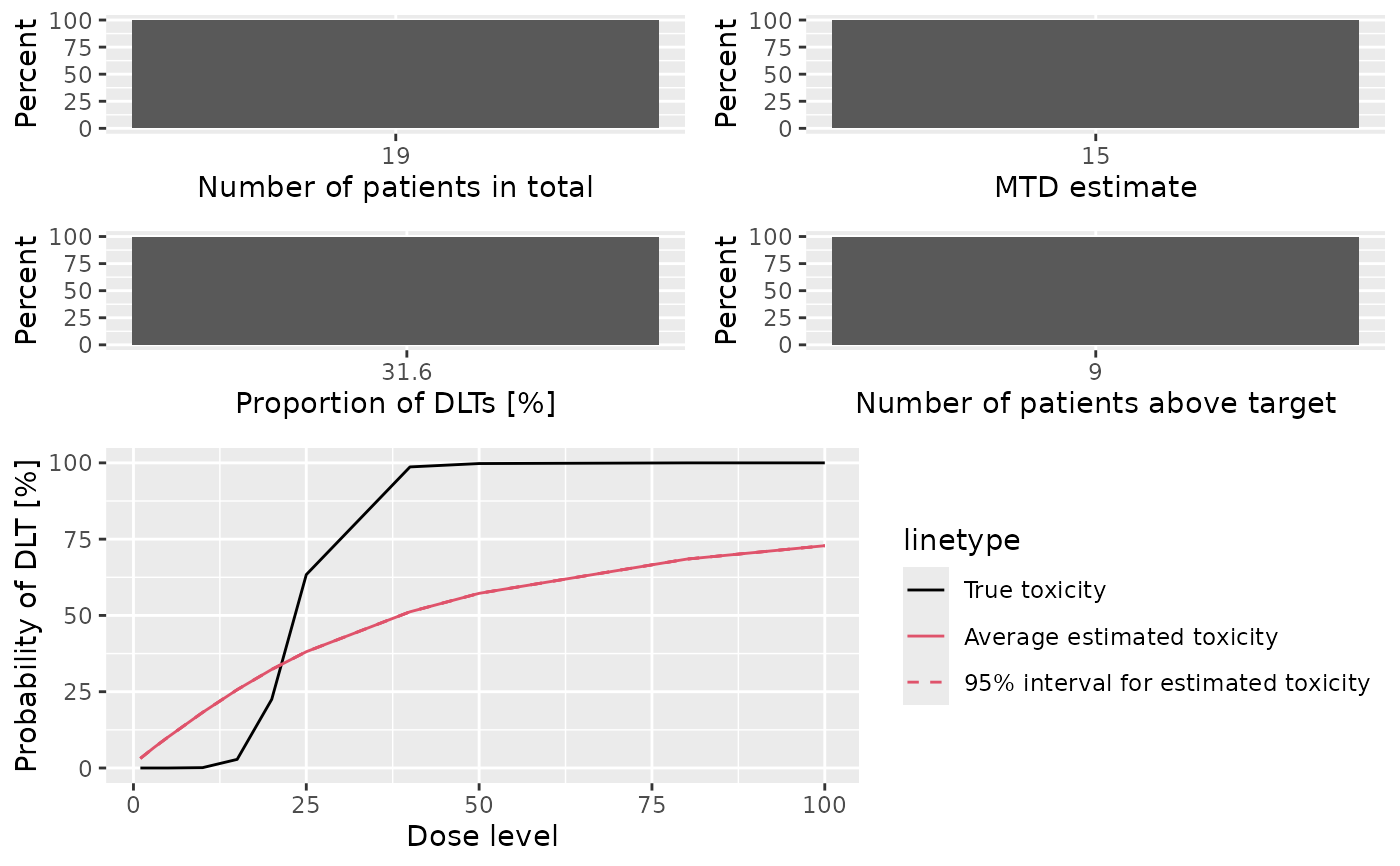 Percent
100
75
50
25
0
19
Number of patients in total
Percent
100
75
50
25
0
15
MTD estimate
Percent
100
75
50
25
0
31.6
Proportion of DLTs [%]
Percent
100
75
50
25
0
9
Number of patients above target
Probability of DLT [%]
100
75
50
25
0
0 25 50 75 100
Dose level
linetype
True toxicity
Average estimated toxicity
95% interval for estimated toxicity